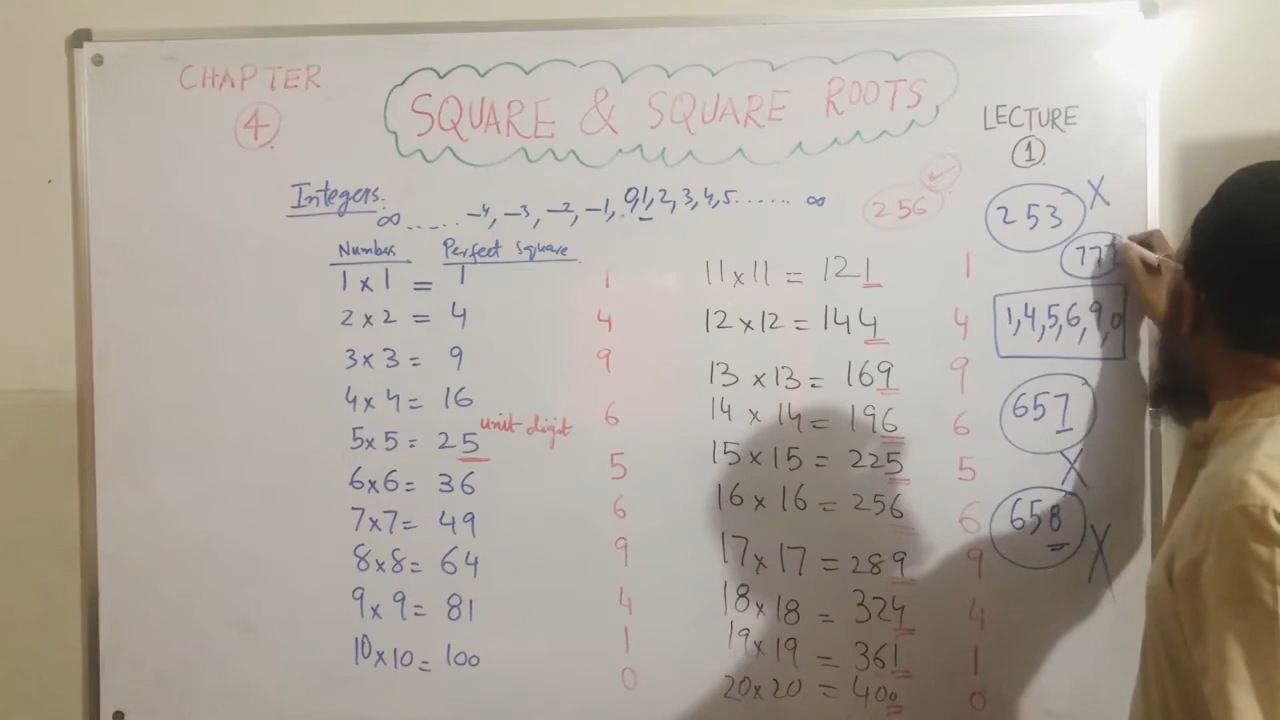 CHAPTER
4
SQUARE & SQUARE ROOTS
LECTURE
1
Integers.
∞ ...... -4, -3, -2, -1, 0, 1, 2, 3, 4, 5...... ∞
256 ✓
253 X
777
1,4,5,6,9,0
657 X
658 X
Number Perfect Square
1 x 1 = 1 1
2 x 2 = 4 4
3 x 3 = 9 9
4 x 4 = 16 6
5 x 5 = 25 unit digit 5
6 x 6 = 36 6
7 x 7 = 49 9
8 x 8 = 64 4
9 x 9 = 81 1
10 x 10 = 100 0
11 x 11 = 121 1
12 x 12 = 144 4
13 x 13 = 169 9
14 x 14 = 196 6
15 x 15 = 225 5
16 x 16 = 256 6
17 x 17 = 289 9
18 x 18 = 324 4
19 x 19 = 361 1
20 x 20 = 400 0